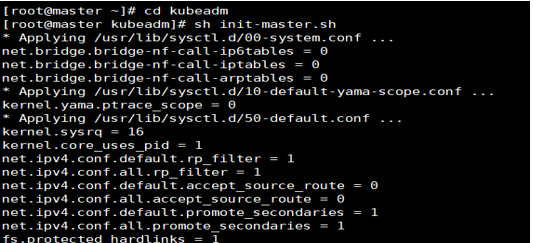 [root@master ~]# cd kubeadm
[root@master kubeadm]# sh init-master.sh
* Applying /usr/lib/sysctl.d/00-system.conf ...
net.bridge.bridge-nf-call-ip6tables = 0
net.bridge.bridge-nf-call-iptables = 0
net.bridge.bridge-nf-call-arptables = 0
* Applying /usr/lib/sysctl.d/10-default-yama-scope.conf ...
kernel.yama.ptrace_scope = 0
* Applying /usr/lib/sysctl.d/50-default.conf ...
kernel.sysrq = 16
kernel.core_uses_pid = 1
net.ipv4.conf.default.rp_filter = 1
net.ipv4.conf.all.rp_filter = 1
net.ipv4.conf.default.accept_source_route = 0
net.ipv4.conf.all.accept_source_route = 0
net.ipv4.conf.default.promote_secondaries = 1
net.ipv4.conf.all.promote_secondaries = 1
fs.protected_hardlinks = 1